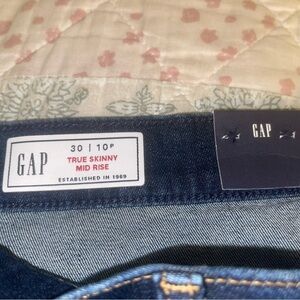 GAP
30 | 10P
TRUE SKINNY
MID RISE
ESTABLISHED IN 1969
GAP